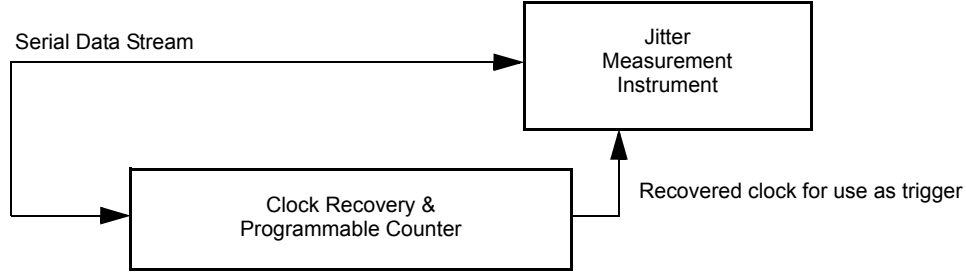 Serial Data Stream
Jitter
Measurement
Instrument
Clock Recovery &
Programmable Counter
Recovered clock for use as trigger